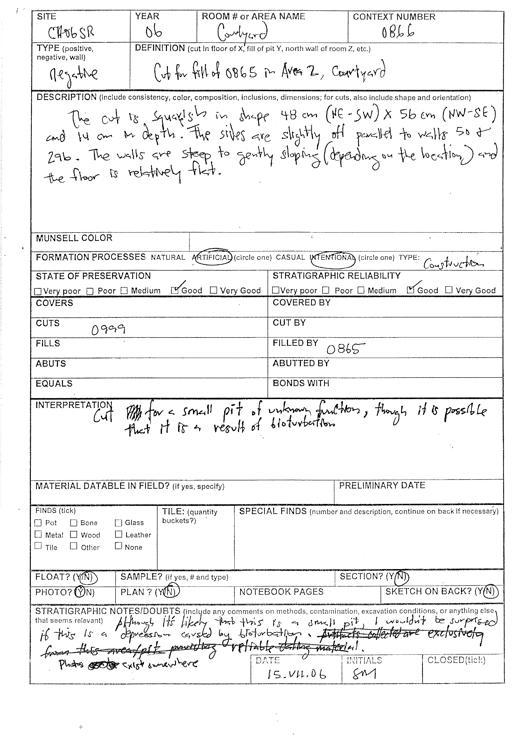 SITE YEAR ROOM # or AREA NAME CONTEXT NUMBER
CH06SR 06 Courtyard 0866
TYPE (positive, negative, wall) DEFINITION (cut in floor of X, fill of pit Y, north wall of room Z, etc.)
negative Cut for fill of 0865 in Area 2, Courtyard
DESCRIPTION (include consistency, color, composition, inclusions, dimensions; for cuts, also include shape and orientation)
The cut is squarish in shape 48 cm (NE-SW) X 56 cm (NW-SE)
and 14 cm in depth. The sides are slightly off parallel to walls 50 &
296. The walls are steep to gently sloping (depending on the location) and
the floor is relatively flat.
MUNSELL COLOR
FORMATION PROCESSES NATURAL ARTIFICIAL (circle one) CASUAL INTENTIONAL (circle one) TYPE: Construction
STATE OF PRESERVATION STRATIGRAPHIC RELIABILITY
Very poor Poor Medium Good Very Good Very poor Poor Medium Good Very Good
COVERS COVERED BY
CUTS 0999 CUT BY
FILLS FILLED BY 0865
ABUTS ABUTTED BY
EQUALS BONDS WITH
INTERPRETATION
Cut for a small pit of unknown function, though it is possible
that it is a result of bioturbation
MATERIAL DATABLE IN FIELD? (if yes, specify) PRELIMINARY DATE
FINDS (tick) TILE: (quantity buckets?) SPECIAL FINDS (number and description, continue on back if necessary)
Pot Bone Glass
Metal Wood Leather
Tile Other None
FLOAT? (Y/N) SAMPLE? (if yes, # and type) SECTION? (Y/N)
PHOTO? (Y/N) PLAN? (Y/N) NOTEBOOK PAGES SKETCH ON BACK? (Y/N)
STRATIGRAPHIC NOTES/DOUBTS (include any comments on methods, contamination, excavation conditions, or anything else that seems relevant)
Although it's likely that this is a small pit, I wouldn't be surprised
if this is a depression caused by bioturbation. Artifacts collected are exclusively
from this area/pit providing reliable dating material.
Photo exist somewhere
DATE INITIALS CLOSED(tick)
15.VII.06 SM